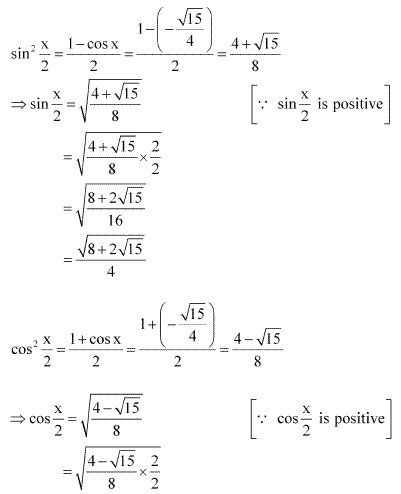 sin² x/2 = (1 − cos x)/2 = (1 − (−√15/4))/2 = (4 + √15)/8
⇒ sin x/2 = √((4 + √15)/8) [∵ sin x/2 is positive]
= √((4 + √15)/8 × 2/2)
= √((8 + 2√15)/16)
= √(8 + 2√15)/4
cos² x/2 = (1 + cos x)/2 = (1 + (−√15/4))/2 = (4 − √15)/8
⇒ cos x/2 = √((4 − √15)/8) [∵ cos x/2 is positive]
= √((4 − √15)/8 × 2/2)